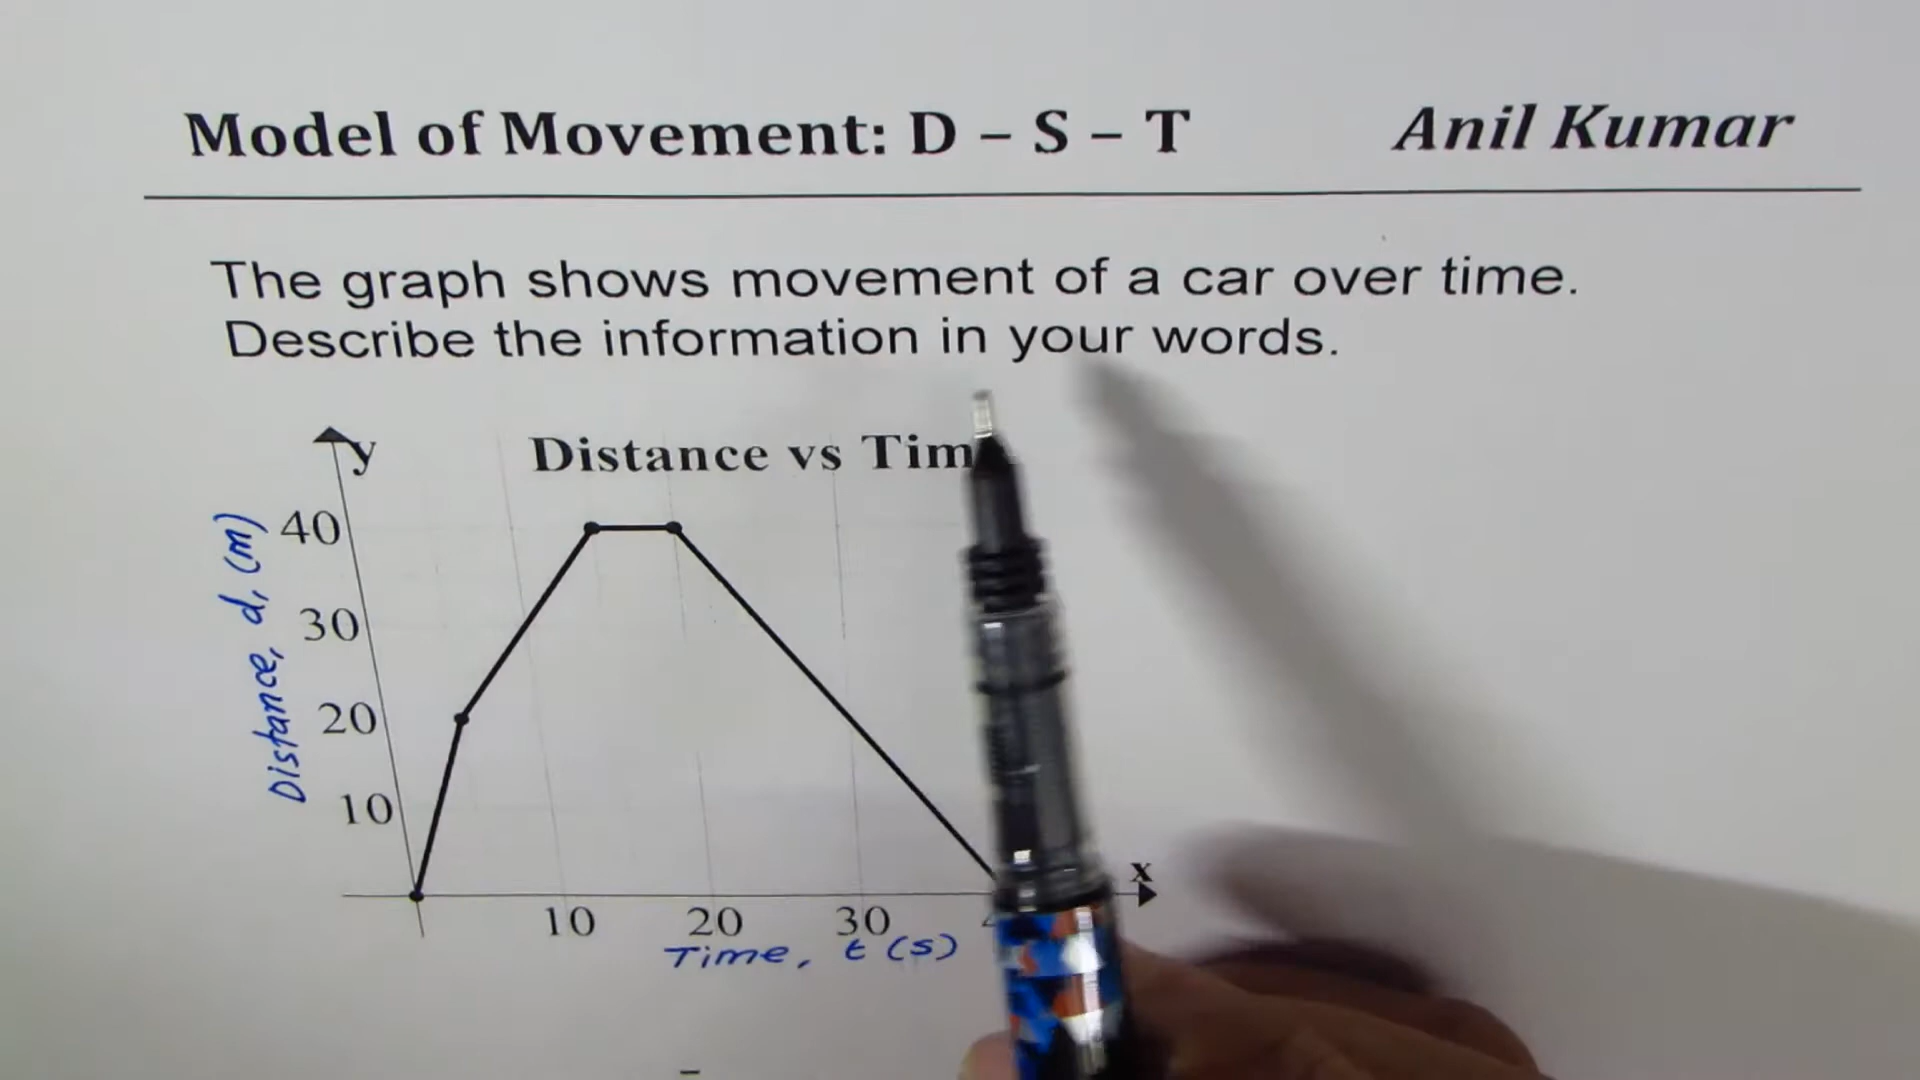 Model of Movement: D – S – T Anil Kumar
The graph shows movement of a car over time.
Describe the information in your words.
y
Distance vs
40
30
20
10
Distance, d, (m)
x
10 20 30
Time, t (s)